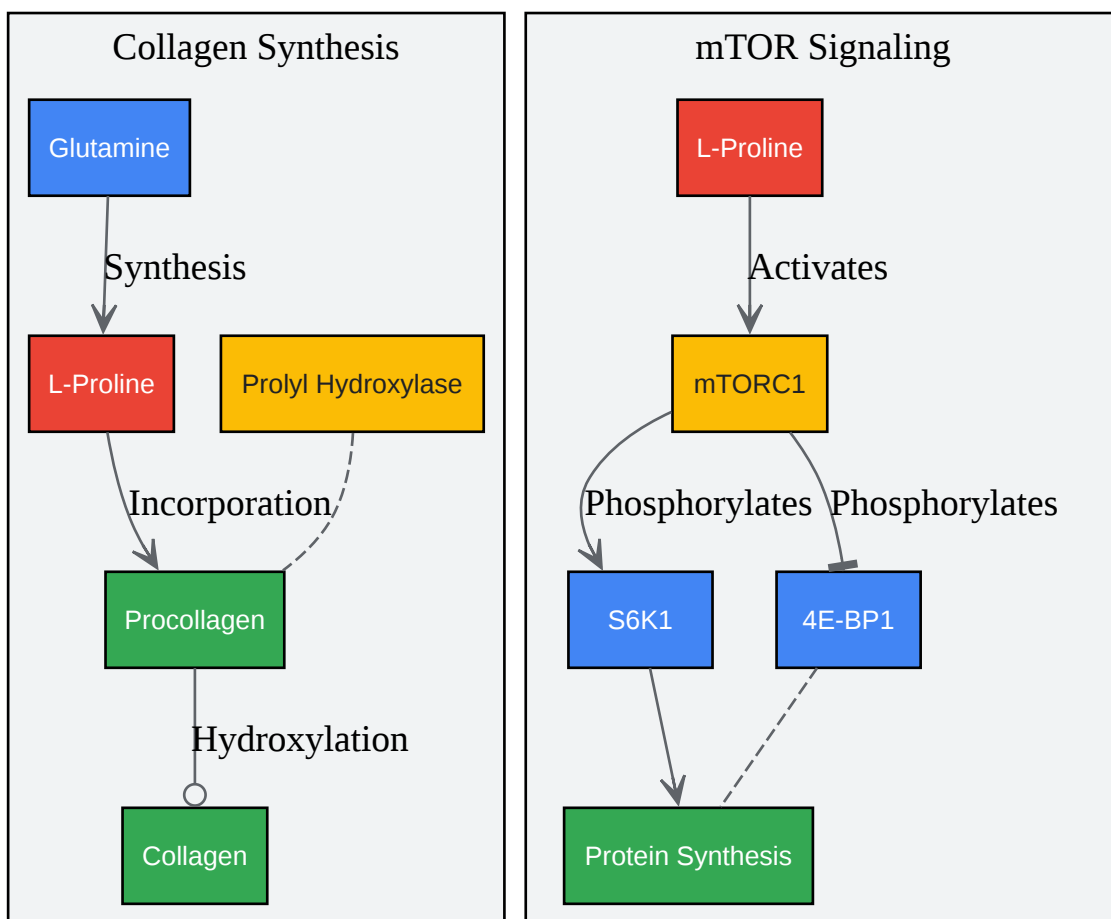 Collagen Synthesis
Glutamine
Synthesis
L-Proline
Prolyl Hydroxylase
Incorporation
Procollagen
Hydroxylation
Collagen
mTOR Signaling
L-Proline
Activates
mTORC1
Phosphorylates
Phosphorylates
S6K1
4E-BP1
Protein Synthesis